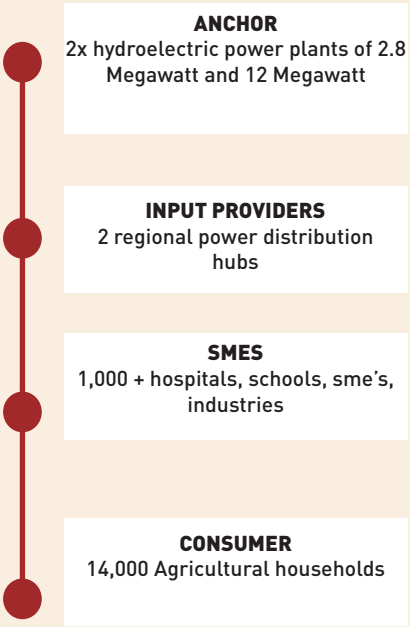 ANCHOR
2x hydroelectric power plants of 2.8
Megawatt and 12 Megawatt
INPUT PROVIDERS
2 regional power distribution
hubs
SMES
1,000 + hospitals, schools, sme's,
industries
CONSUMER
14,000 Agricultural households